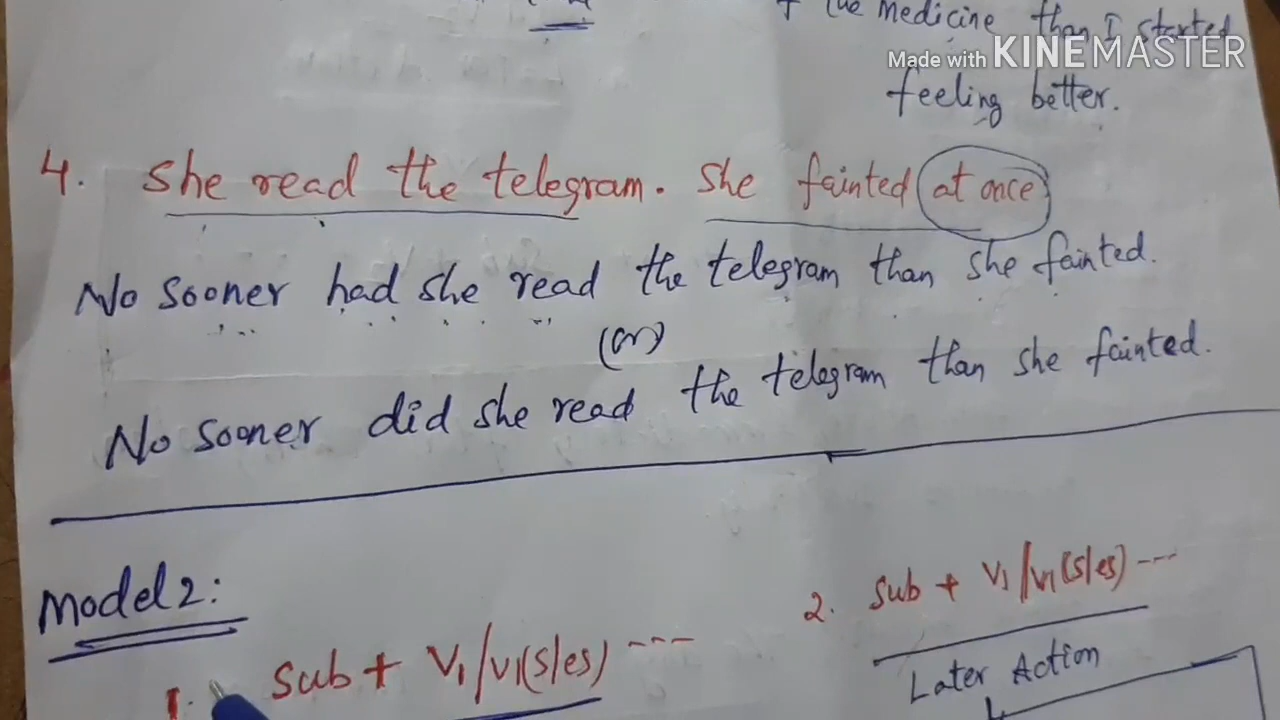 the medicine than I started
Made with KINEMASTER
feeling better.
4. She read the telegram. She fainted at once
No sooner had she read the telegram than she fainted.
(or)
No sooner did she read the telegram than she fainted.
Model 2:
1. Sub + V1/V1(s/es) ---
2. Sub + V1/V1(s/es) ---
Later Action